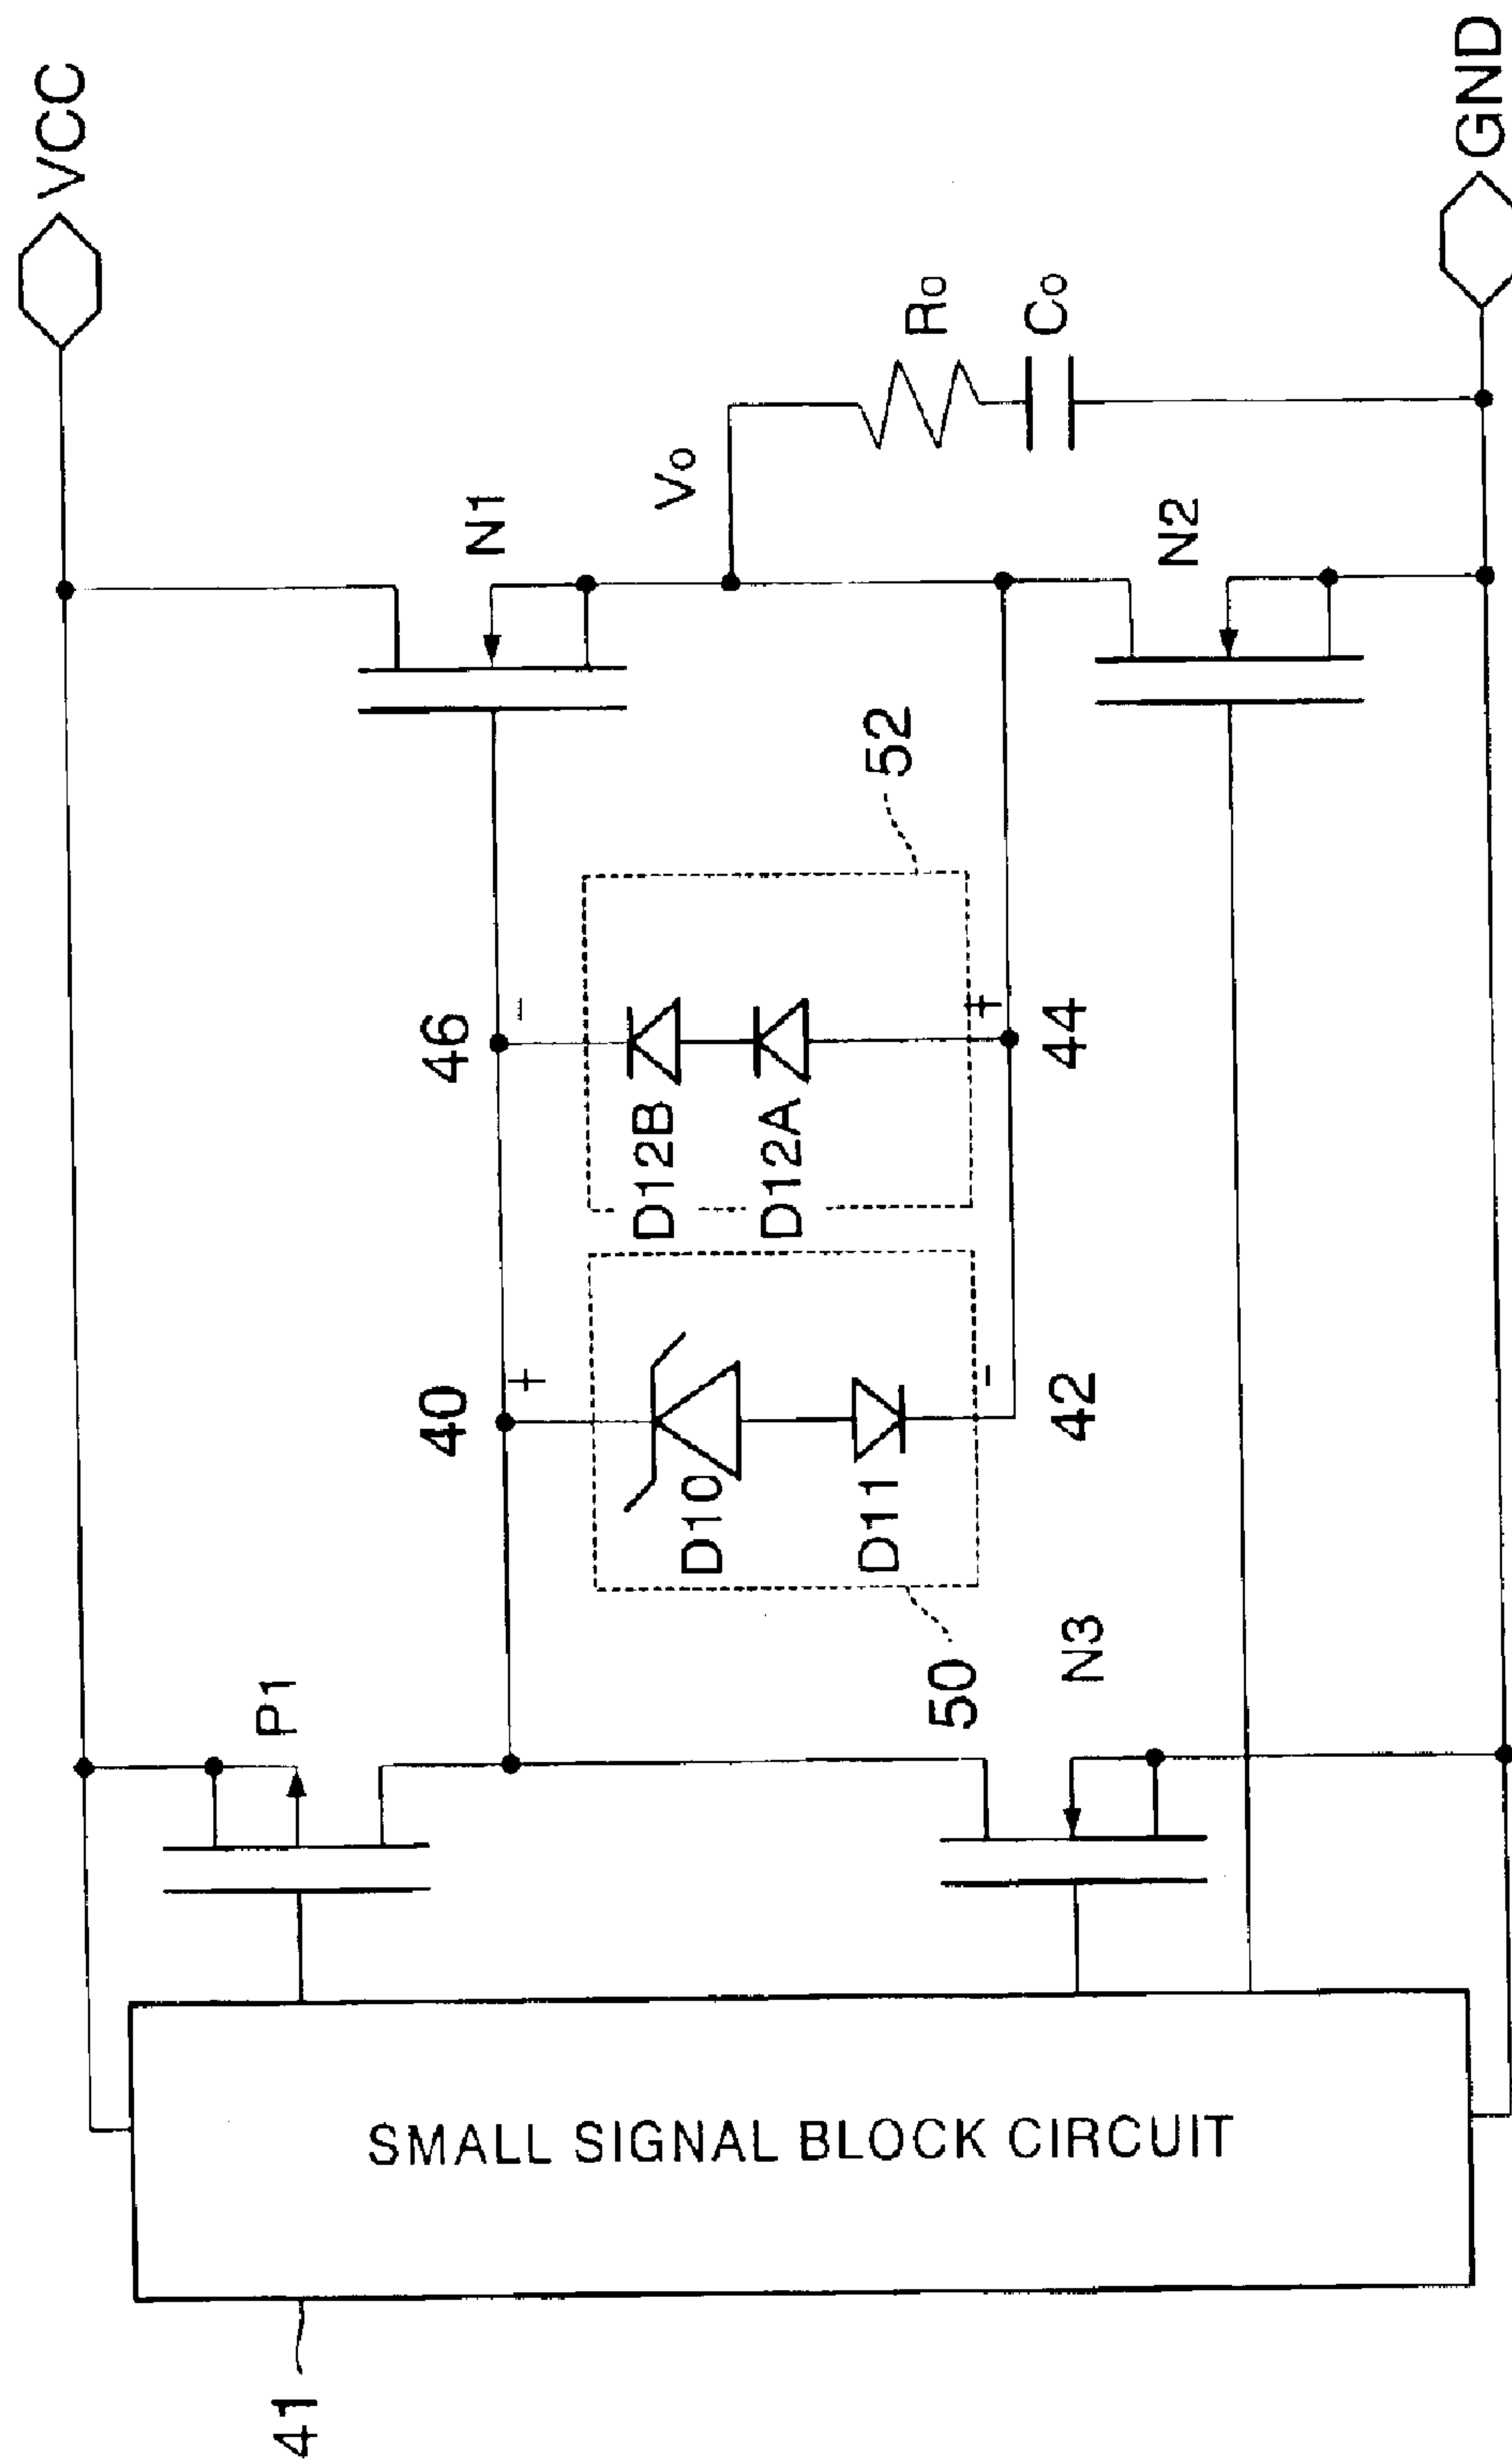 VCC
P1
N1
40
46
Vo
50
52
D10
D11
D12B
D12A
Ro
Co
42
44
N3
N2
SMALL SIGNAL BLOCK CIRCUIT
41
GND
+
-
-
+